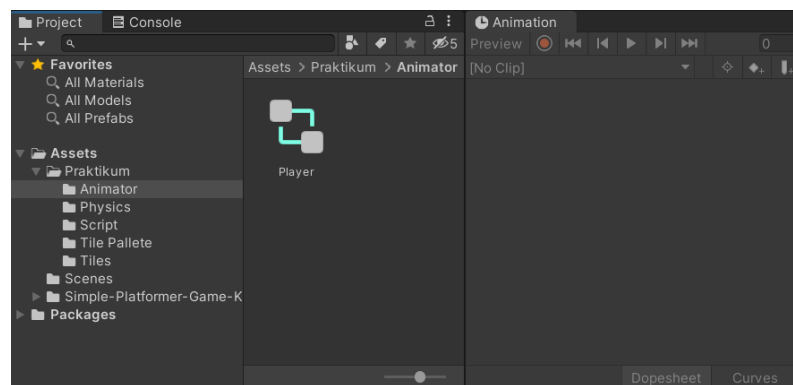 Project Console
5
Favorites
All Materials
All Models
All Prefabs
Assets
Praktikum
Animator
Physics
Script
Tile Pallete
Tiles
Scenes
Simple-Platformer-Game-K
Packages
Assets > Praktikum > Animator
Player
Animation
Preview 0
[No Clip]
Dopesheet Curves